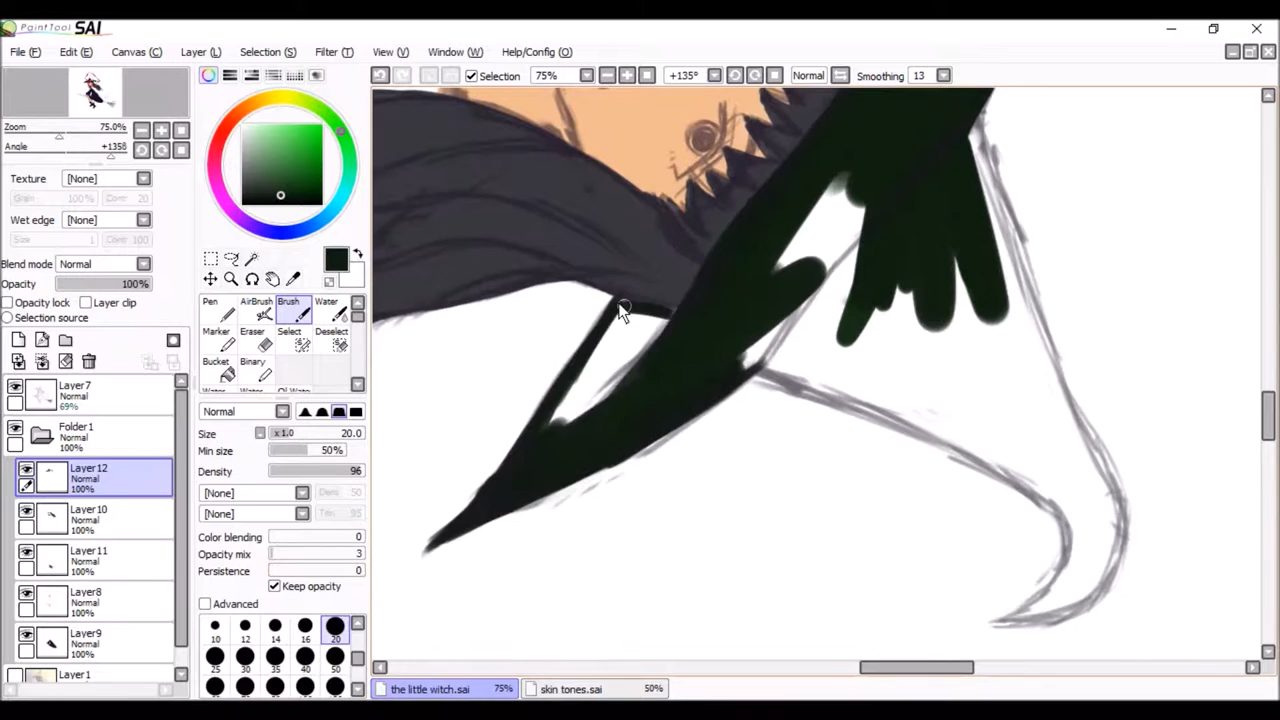 PaintTool SAI
File (F) Edit (E) Canvas (C) Layer (L) Selection (S) Filter (T) View (V) Window (W) Help/Config (O)
Selection 75% +135° Normal Smoothing 13
Zoom 75.0%
Angle +135θ
Texture [None]
Grain 100% Cont 20
Wet edge [None]
Size 1 Cont 100
Blend mode Normal
Opacity 100%
Opacity lock Layer clip
Selection source
Layer7
Normal
69%
Folder1
Normal
100%
Layer12
Normal
100%
Layer10
Normal
100%
Layer11
Normal
100%
Layer8
Normal
100%
Layer9
Normal
100%
Layer1
Pen AirBrush Brush Water
Marker Eraser Select Deselect
Bucket Binary
Normal
Size x1.0 20.0
Min size 50%
Density 96
[None] 50
[None] 95
Color blending 0
Opacity mix 3
Persistence 0
Keep opacity
Advanced
10 12 14 16 20
25 30 35 40 50
the little witch.sai 75% skin tones.sai 50%